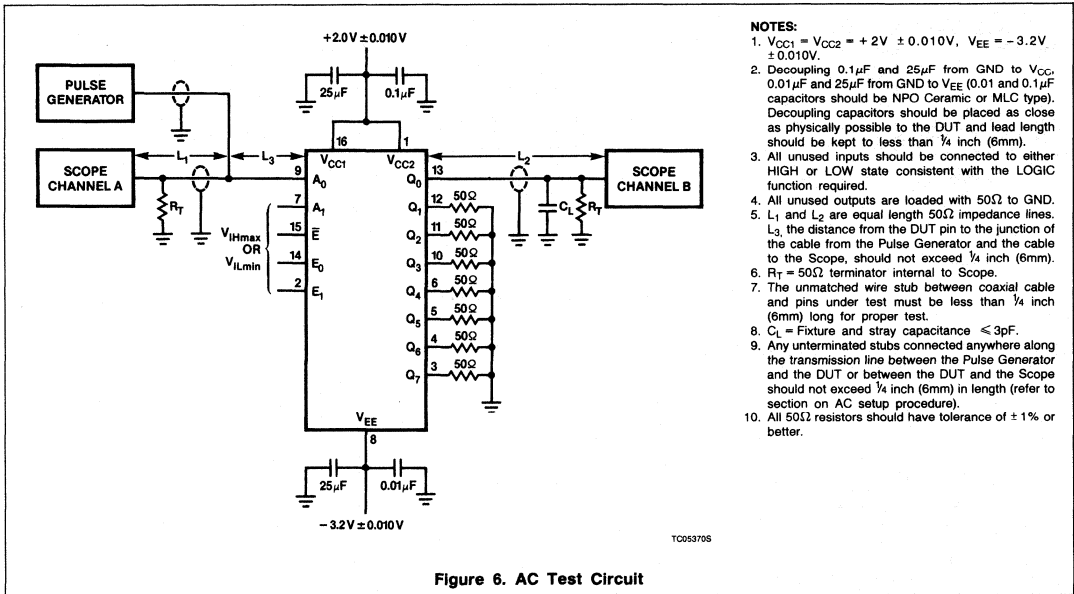 +2.0V ± 0.010V
25μF
0.1μF
PULSE
GENERATOR
SCOPE
CHANNEL A
L1
L3
RT
16
1
VCC1
VCC2
9
A0
7
A1
15
E̅
14
E0
2
E1
VIHmax
OR
VILmin
L2
13
Q0
CL
RT
SCOPE
CHANNEL B
12
50Ω
Q1
11
50Ω
Q2
10
50Ω
Q3
6
50Ω
Q4
5
50Ω
Q5
4
50Ω
Q6
3
50Ω
Q7
VEE
8
25μF
0.01μF
− 3.2V ± 0.010V
TC05370S
NOTES:
1. VCC1 = VCC2 = + 2V ± 0.010V, VEE = − 3.2V
± 0.010V.
2. Decoupling 0.1μF and 25μF from GND to VCC,
0.01μF and 25μF from GND to VEE (0.01 and 0.1μF
capacitors should be NPO Ceramic or MLC type).
Decoupling capacitors should be placed as close
as physically possible to the DUT and lead length
should be kept to less than ¼ inch (6mm).
3. All unused inputs should be connected to either
HIGH or LOW state consistent with the LOGIC
function required.
4. All unused outputs are loaded with 50Ω to GND.
5. L1 and L2 are equal length 50Ω impedance lines.
L3, the distance from the DUT pin to the junction of
the cable from the Pulse Generator and the cable
to the Scope, should not exceed ¼ inch (6mm).
6. RT = 50Ω terminator internal to Scope.
7. The unmatched wire stub between coaxial cable
and pins under test must be less than ¼ inch
(6mm) long for proper test.
8. CL = Fixture and stray capacitance ≤ 3pF.
9. Any unterminated stubs connected anywhere along
the transmission line between the Pulse Generator
and the DUT or between the DUT and the Scope
should not exceed ¼ inch (6mm) in length (refer to
section on AC setup procedure).
10. All 50Ω resistors should have tolerance of ± 1% or
better.
Figure 6. AC Test Circuit